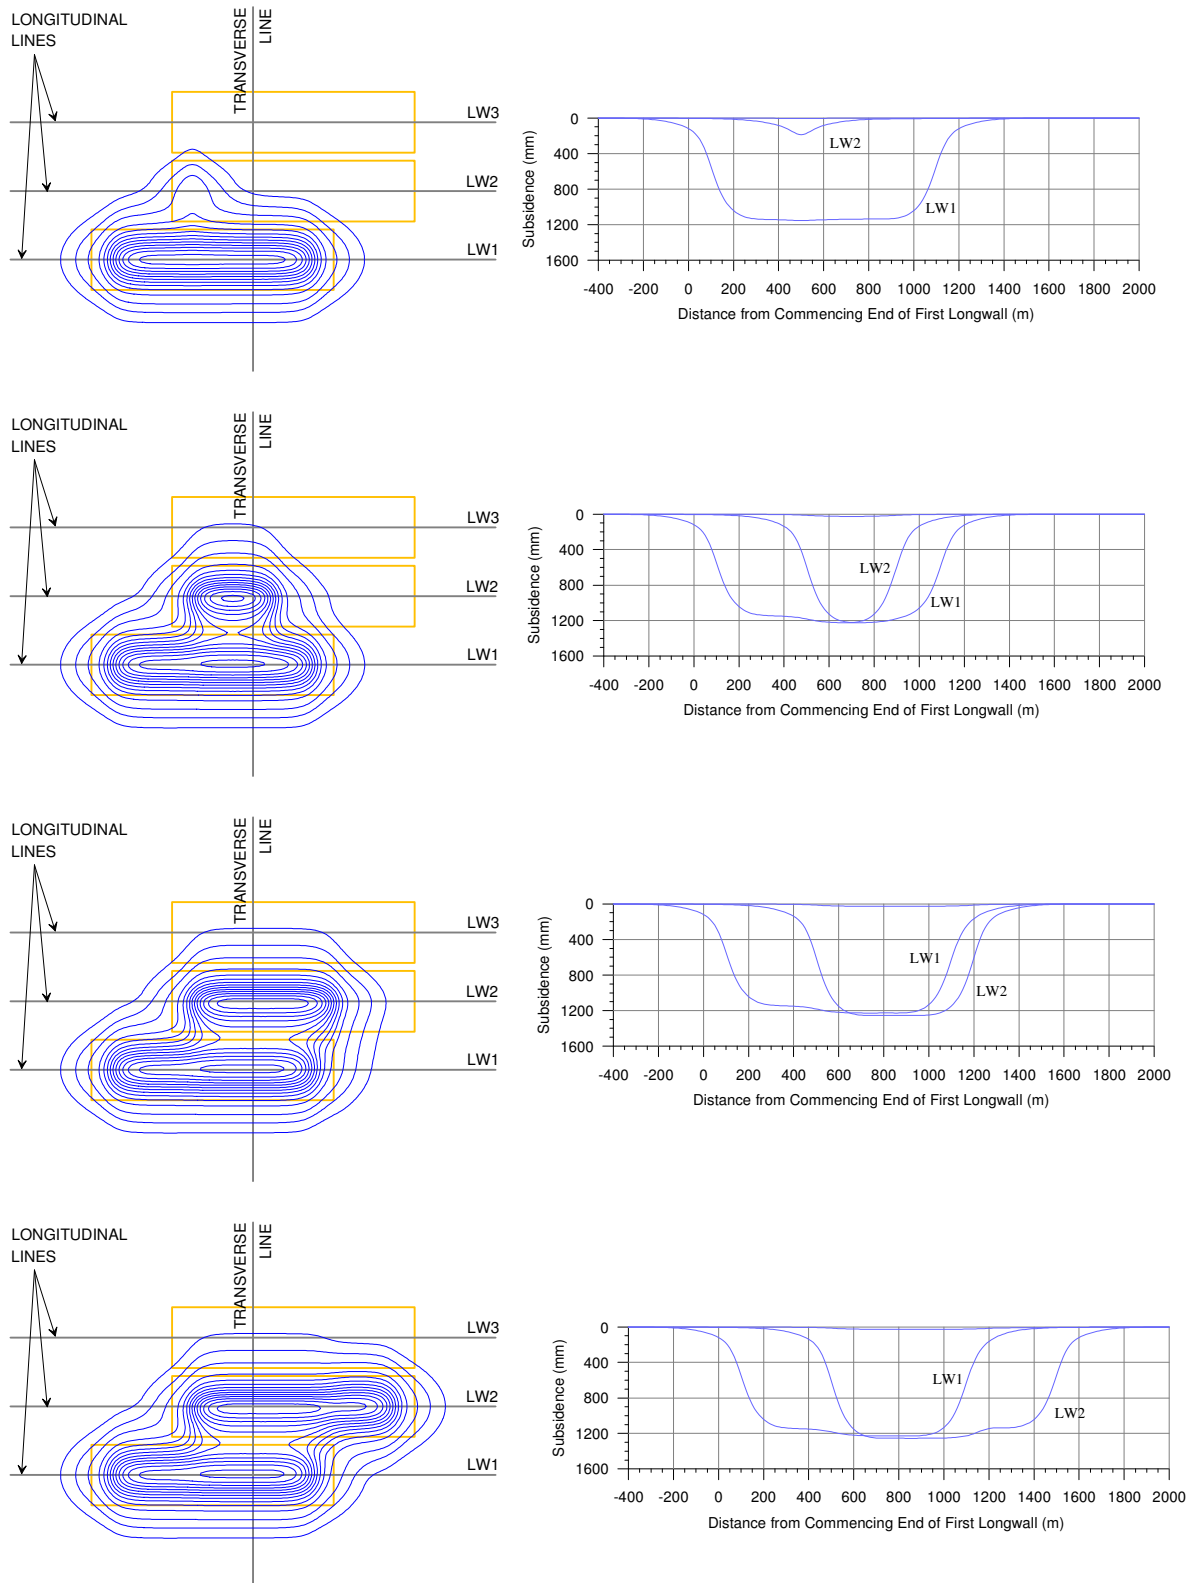 LONGITUDINAL
LINES
TRANSVERSE
LINE
LW3
LW2
LW1
Subsidence (mm)
0
400
800
1200
1600
LW2
LW1
-400 -200 0 200 400 600 800 1000 1200 1400 1600 1800 2000
Distance from Commencing End of First Longwall (m)
LONGITUDINAL
LINES
TRANSVERSE
LINE
LW3
LW2
LW1
Subsidence (mm)
0
400
800
1200
1600
LW2
LW1
-400 -200 0 200 400 600 800 1000 1200 1400 1600 1800 2000
Distance from Commencing End of First Longwall (m)
LONGITUDINAL
LINES
TRANSVERSE
LINE
LW3
LW2
LW1
Subsidence (mm)
0
400
800
1200
1600
LW1
LW2
-400 -200 0 200 400 600 800 1000 1200 1400 1600 1800 2000
Distance from Commencing End of First Longwall (m)
LONGITUDINAL
LINES
TRANSVERSE
LINE
LW3
LW2
LW1
Subsidence (mm)
0
400
800
1200
1600
LW1
LW2
-400 -200 0 200 400 600 800 1000 1200 1400 1600 1800 2000
Distance from Commencing End of First Longwall (m)